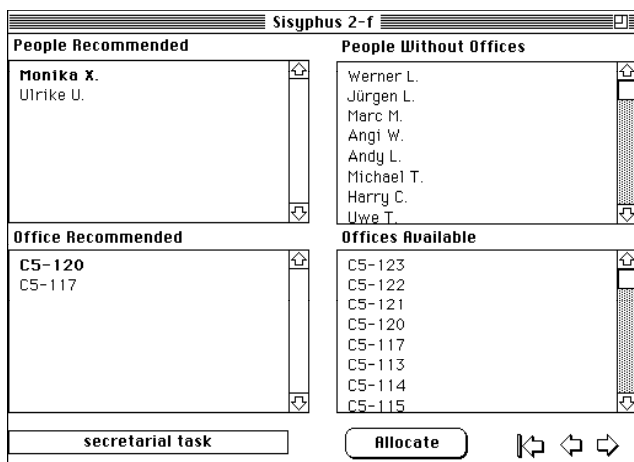 Sisyphus 2-f
People Recommended
Monika X.
Ulrike U.
People Without Offices
Werner L.
Jürgen L.
Marc M.
Angi W.
Andy L.
Michael T.
Harry C.
Uwe T.
Office Recommended
C5-120
C5-117
Offices Available
C5-123
C5-122
C5-121
C5-120
C5-117
C5-113
C5-114
C5-115
secretarial task
Allocate